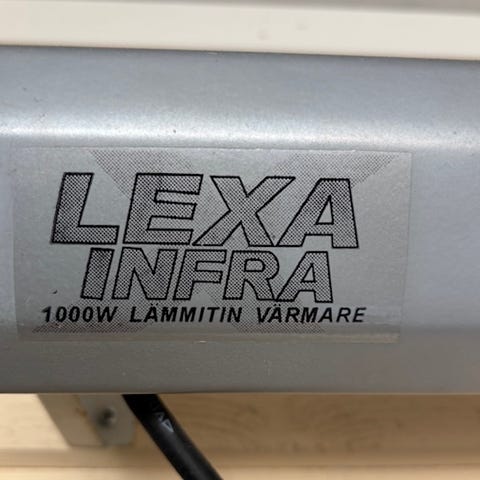 LEXA
INFRA
1000W LÄMMITIN VÄRMARE